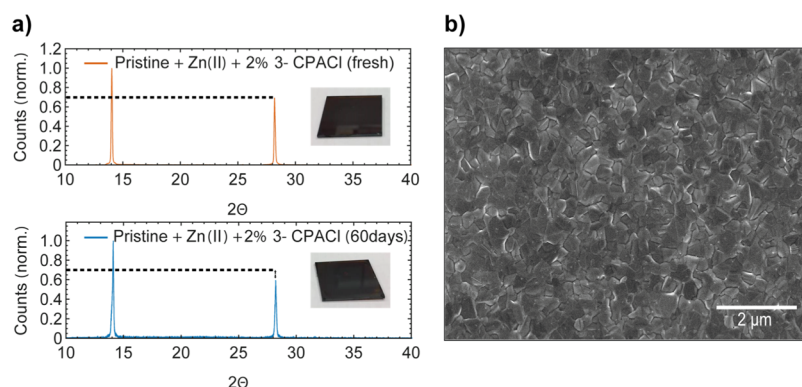 a)
b)
Counts (norm.)
1.2
1.0
0.8
0.6
0.4
0.2
0
Pristine + Zn(II) + 2% 3- CPACl (fresh)
10 15 20 25 30 35 40
2Θ
Counts (norm.)
1.0
0.8
0.6
0.4
0.2
0
Pristine + Zn(II) +2% 3- CPACl (60days)
10 15 20 25 30 35 40
2Θ
2 µm